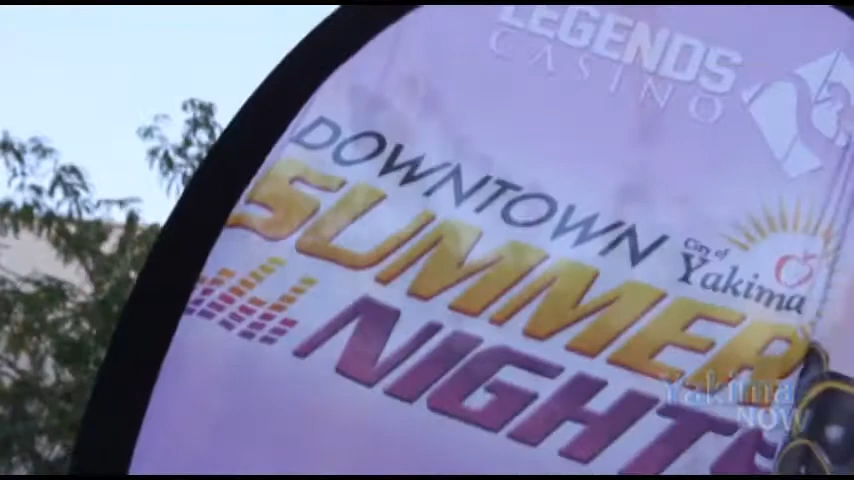 LEGENDS
CASINO
DOWNTOWN
City of
Yakima
SUMMER
NIGHTS
Yakima
NOW